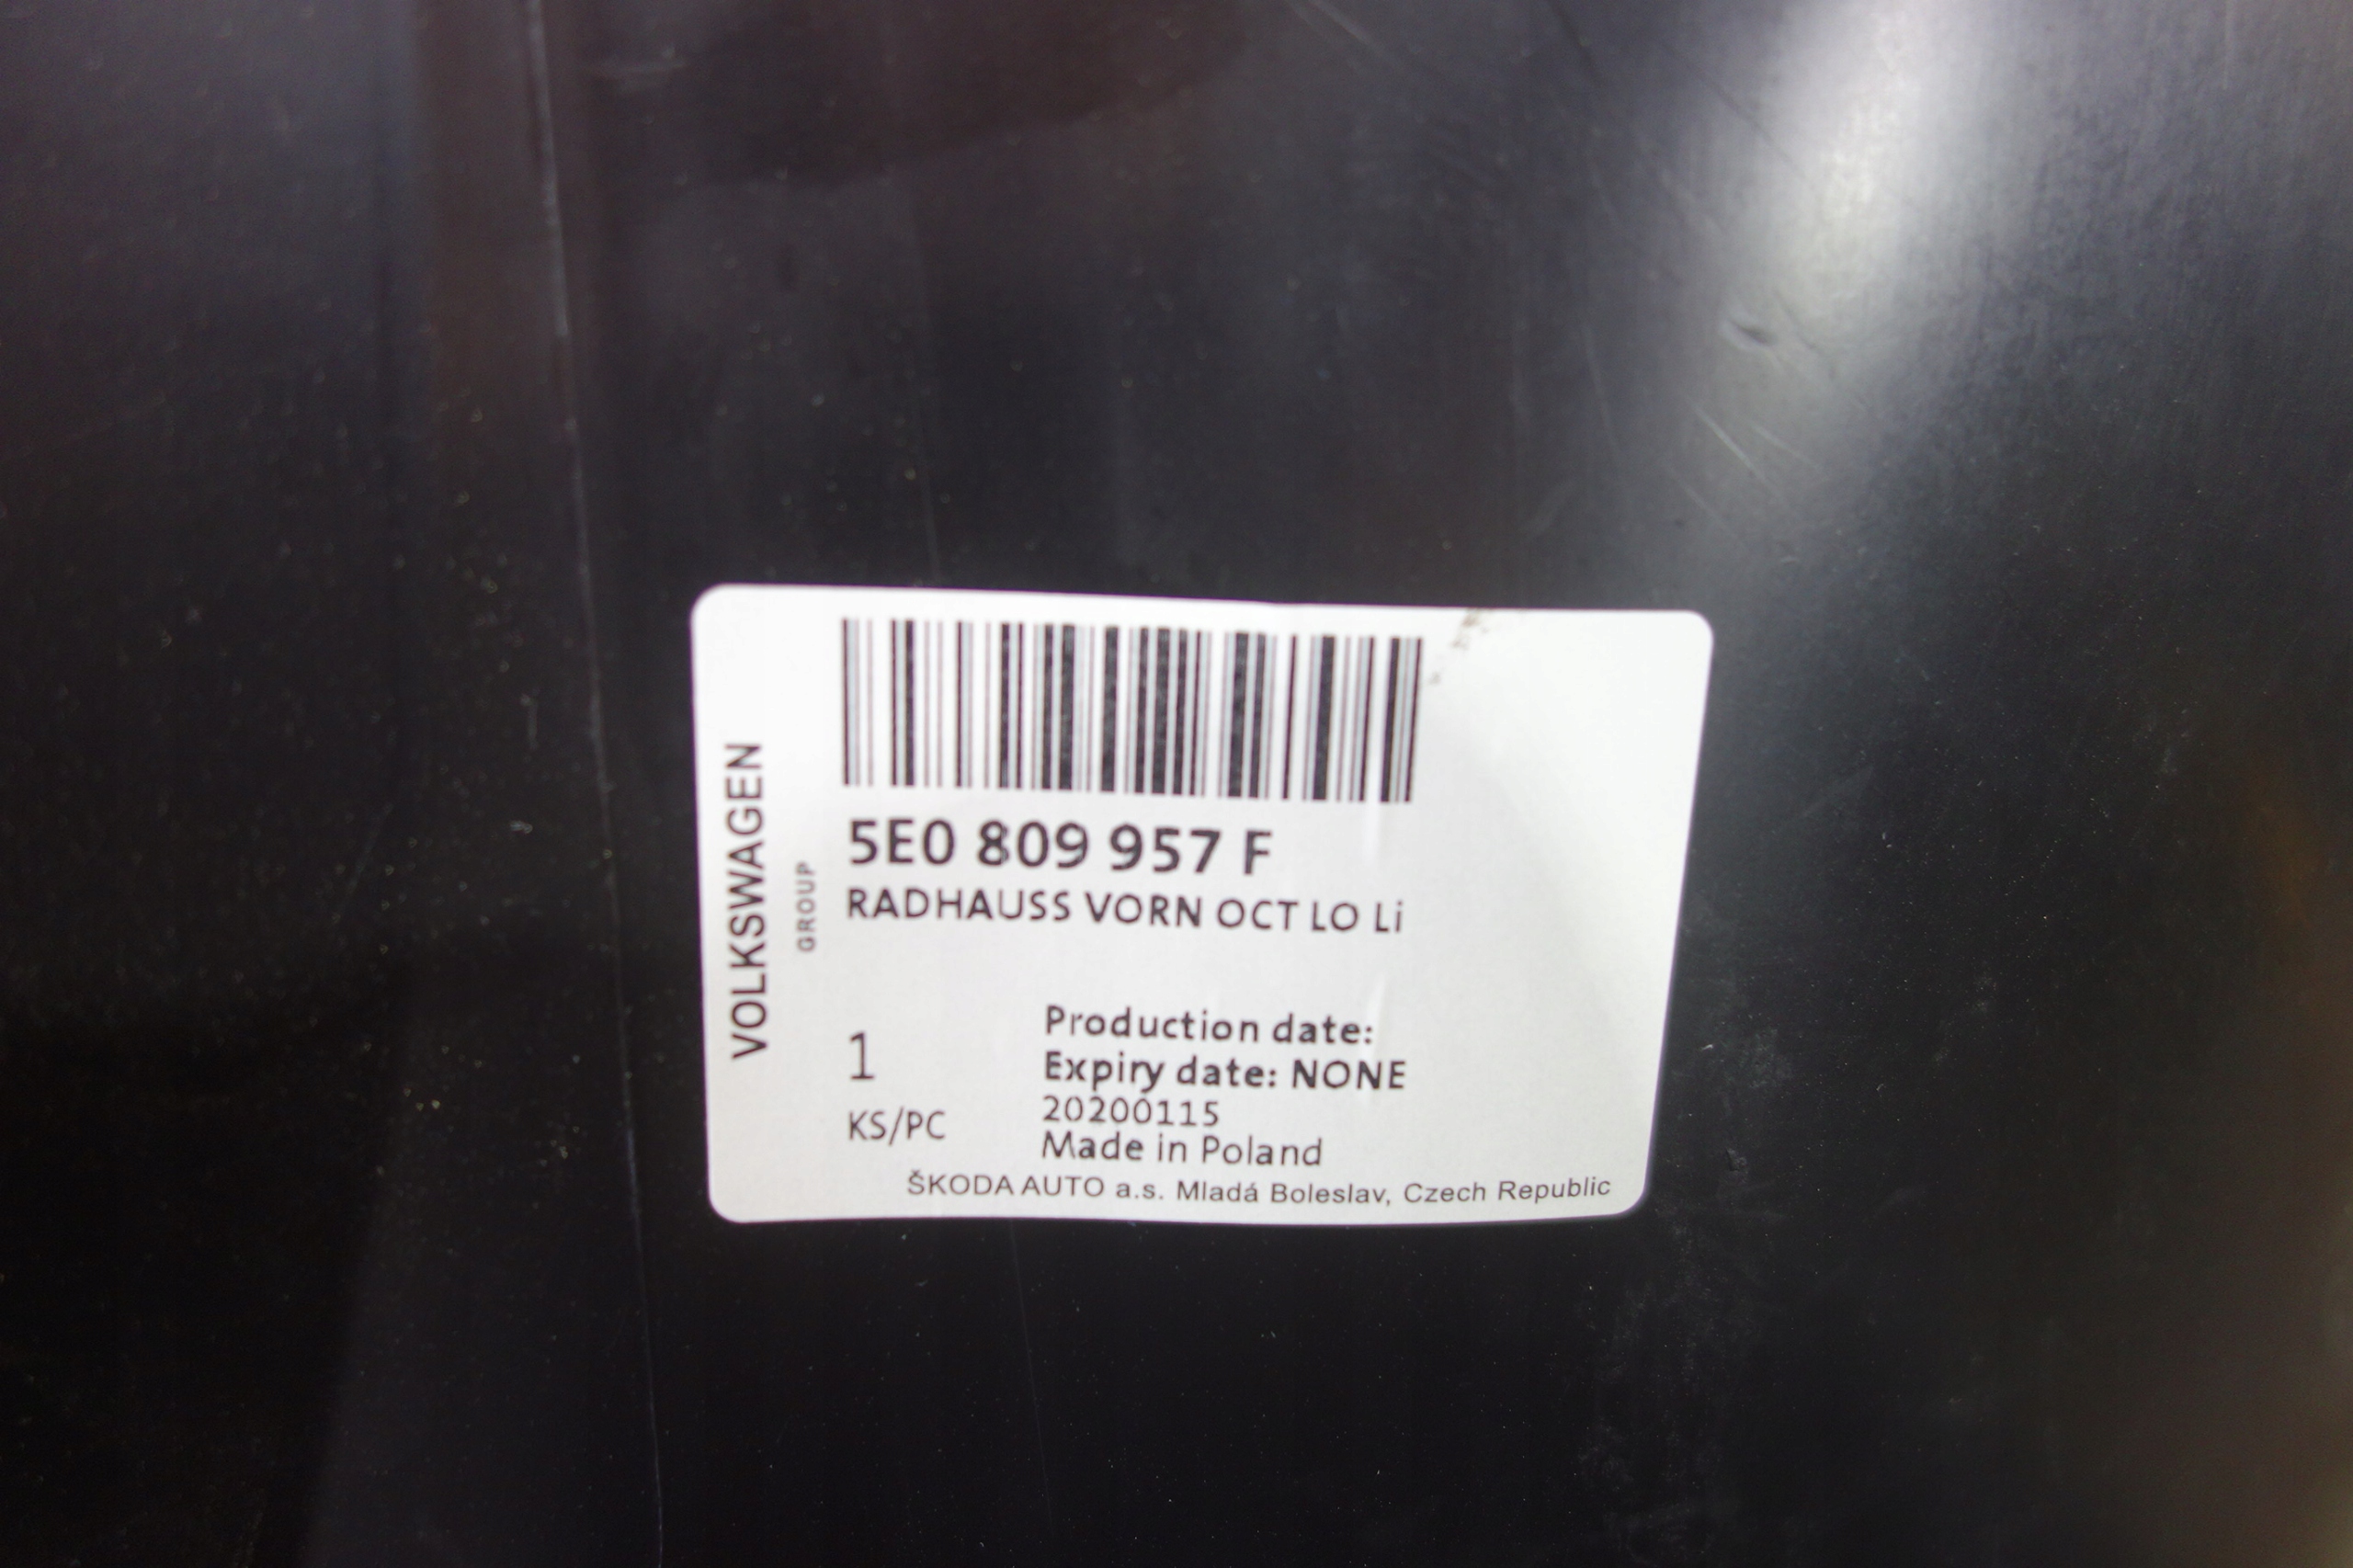 VOLKSWAGEN
GROUP
5E0 809 957 F
RADHAUSS VORN OCT LO Li
1
KS/PC
Production date:
Expiry date: NONE
20200115
Made in Poland
ŠKODA AUTO a.s. Mladá Boleslav, Czech Republic